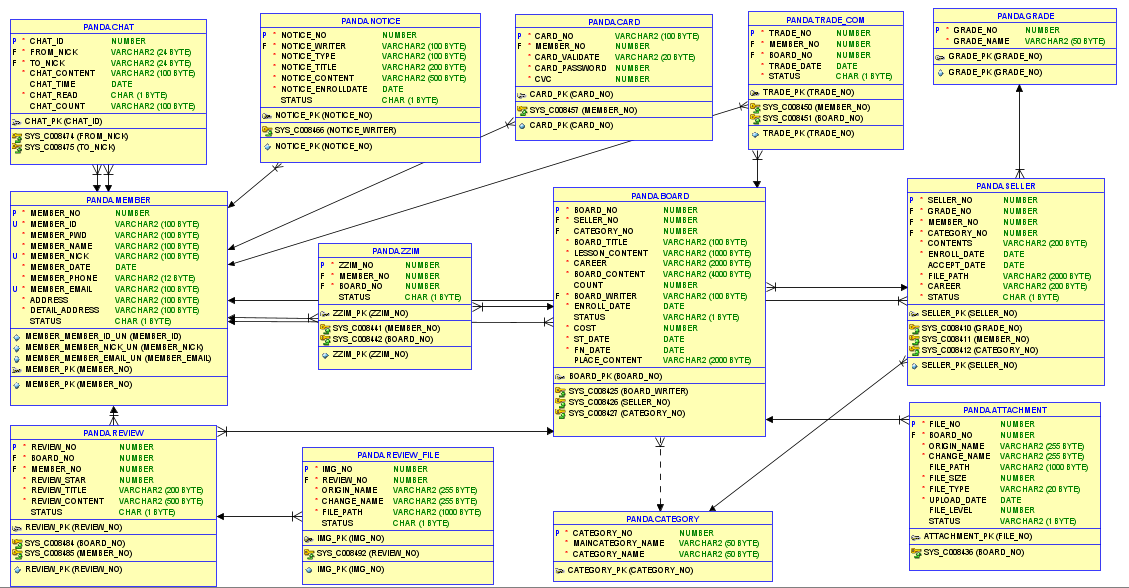 PANDA.CHAT
P * CHAT_ID NUMBER
F * FROM_NICK VARCHAR2 (24 BYTE)
F * TO_NICK VARCHAR2 (24 BYTE)
* CHAT_CONTENT VARCHAR2 (100 BYTE)
CHAT_TIME DATE
* CHAT_READ CHAR (1 BYTE)
CHAT_COUNT VARCHAR2 (100 BYTE)
CHAT_PK (CHAT_ID)
SYS_C008474 (FROM_NICK)
SYS_C008475 (TO_NICK)
PANDA.NOTICE
P * NOTICE_NO NUMBER
F * NOTICE_WRITER VARCHAR2 (100 BYTE)
* NOTICE_TYPE VARCHAR2 (100 BYTE)
* NOTICE_TITLE VARCHAR2 (200 BYTE)
* NOTICE_CONTENT VARCHAR2 (500 BYTE)
* NOTICE_ENROLLDATE DATE
STATUS CHAR (1 BYTE)
NOTICE_PK (NOTICE_NO)
SYS_C008466 (NOTICE_WRITER)
NOTICE_PK (NOTICE_NO)
PANDA.CARD
P * CARD_NO VARCHAR2 (100 BYTE)
F * MEMBER_NO NUMBER
* CARD_VALIDATE VARCHAR2 (20 BYTE)
* CARD_PASSWORD NUMBER
* CVC NUMBER
CARD_PK (CARD_NO)
SYS_C008457 (MEMBER_NO)
CARD_PK (CARD_NO)
PANDA.TRADE_COM
P * TRADE_NO NUMBER
F * MEMBER_NO NUMBER
F * BOARD_NO NUMBER
* TRADE_DATE DATE
* STATUS CHAR (1 BYTE)
TRADE_PK (TRADE_NO)
SYS_C008450 (MEMBER_NO)
SYS_C008451 (BOARD_NO)
TRADE_PK (TRADE_NO)
PANDA.GRADE
P * GRADE_NO NUMBER
* GRADE_NAME VARCHAR2 (50 BYTE)
GRADE_PK (GRADE_NO)
GRADE_PK (GRADE_NO)
PANDA.MEMBER
P * MEMBER_NO NUMBER
U * MEMBER_ID VARCHAR2 (100 BYTE)
* MEMBER_PWD VARCHAR2 (100 BYTE)
* MEMBER_NAME VARCHAR2 (100 BYTE)
U * MEMBER_NICK VARCHAR2 (100 BYTE)
* MEMBER_DATE DATE
* MEMBER_PHONE VARCHAR2 (12 BYTE)
U * MEMBER_EMAIL VARCHAR2 (100 BYTE)
* ADDRESS VARCHAR2 (100 BYTE)
* DETAIL_ADDRESS VARCHAR2 (100 BYTE)
STATUS CHAR (1 BYTE)
MEMBER_MEMBER_ID_UN (MEMBER_ID)
MEMBER_MEMBER_NICK_UN (MEMBER_NICK)
MEMBER_MEMBER_EMAIL_UN (MEMBER_EMAIL)
MEMBER_PK (MEMBER_NO)
MEMBER_PK (MEMBER_NO)
PANDA.ZZIM
P * ZZIM_NO NUMBER
F * MEMBER_NO NUMBER
F * BOARD_NO NUMBER
STATUS CHAR (1 BYTE)
ZZIM_PK (ZZIM_NO)
SYS_C008441 (MEMBER_NO)
SYS_C008442 (BOARD_NO)
ZZIM_PK (ZZIM_NO)
PANDA.BOARD
P * BOARD_NO NUMBER
F * SELLER_NO NUMBER
F * CATEGORY_NO NUMBER
* BOARD_TITLE VARCHAR2 (100 BYTE)
LESSON_CONTENT VARCHAR2 (1000 BYTE)
* CAREER VARCHAR2 (2000 BYTE)
* BOARD_CONTENT VARCHAR2 (4000 BYTE)
COUNT NUMBER
F * BOARD_WRITER VARCHAR2 (100 BYTE)
* ENROLL_DATE DATE
STATUS VARCHAR2 (1 BYTE)
* COST NUMBER
* ST_DATE DATE
* FN_DATE DATE
PLACE_CONTENT VARCHAR2 (2000 BYTE)
BOARD_PK (BOARD_NO)
SYS_C008425 (BOARD_WRITER)
SYS_C008426 (SELLER_NO)
SYS_C008427 (CATEGORY_NO)
PANDA.SELLER
P * SELLER_NO NUMBER
F * GRADE_NO NUMBER
F * MEMBER_NO NUMBER
F * CATEGORY_NO NUMBER
* CONTENTS VARCHAR2 (200 BYTE)
* ENROLL_DATE DATE
ACCEPT_DATE DATE
* FILE_PATH VARCHAR2 (2000 BYTE)
* CAREER VARCHAR2 (200 BYTE)
* STATUS CHAR (1 BYTE)
SELLER_PK (SELLER_NO)
SYS_C008410 (GRADE_NO)
SYS_C008411 (MEMBER_NO)
SYS_C008412 (CATEGORY_NO)
SELLER_PK (SELLER_NO)
PANDA.REVIEW
P * REVIEW_NO NUMBER
F * BOARD_NO NUMBER
F * MEMBER_NO NUMBER
* REVIEW_STAR NUMBER
* REVIEW_TITLE VARCHAR2 (200 BYTE)
* REVIEW_CONTENT VARCHAR2 (500 BYTE)
* STATUS CHAR (1 BYTE)
REVIEW_PK (REVIEW_NO)
SYS_C008484 (BOARD_NO)
SYS_C008485 (MEMBER_NO)
REVIEW_PK (REVIEW_NO)
PANDA.REVIEW_FILE
P * IMG_NO NUMBER
F * REVIEW_NO NUMBER
* ORIGIN_NAME VARCHAR2 (255 BYTE)
* CHANGE_NAME VARCHAR2 (255 BYTE)
* FILE_PATH VARCHAR2 (1000 BYTE)
STATUS CHAR (1 BYTE)
IMG_PK (IMG_NO)
SYS_C008492 (REVIEW_NO)
IMG_PK (IMG_NO)
PANDA.CATEGORY
P * CATEGORY_NO NUMBER
* MAINCATEGORY_NAME VARCHAR2 (50 BYTE)
* CATEGORY_NAME VARCHAR2 (50 BYTE)
CATEGORY_PK (CATEGORY_NO)
PANDA.ATTACHMENT
P * FILE_NO NUMBER
F * BOARD_NO NUMBER
* ORIGIN_NAME VARCHAR2 (255 BYTE)
* CHANGE_NAME VARCHAR2 (255 BYTE)
FILE_PATH VARCHAR2 (1000 BYTE)
* FILE_SIZE NUMBER
* FILE_TYPE VARCHAR2 (20 BYTE)
* UPLOAD_DATE DATE
FILE_LEVEL NUMBER
STATUS VARCHAR2 (1 BYTE)
ATTACHMENT_PK (FILE_NO)
SYS_C008436 (BOARD_NO)